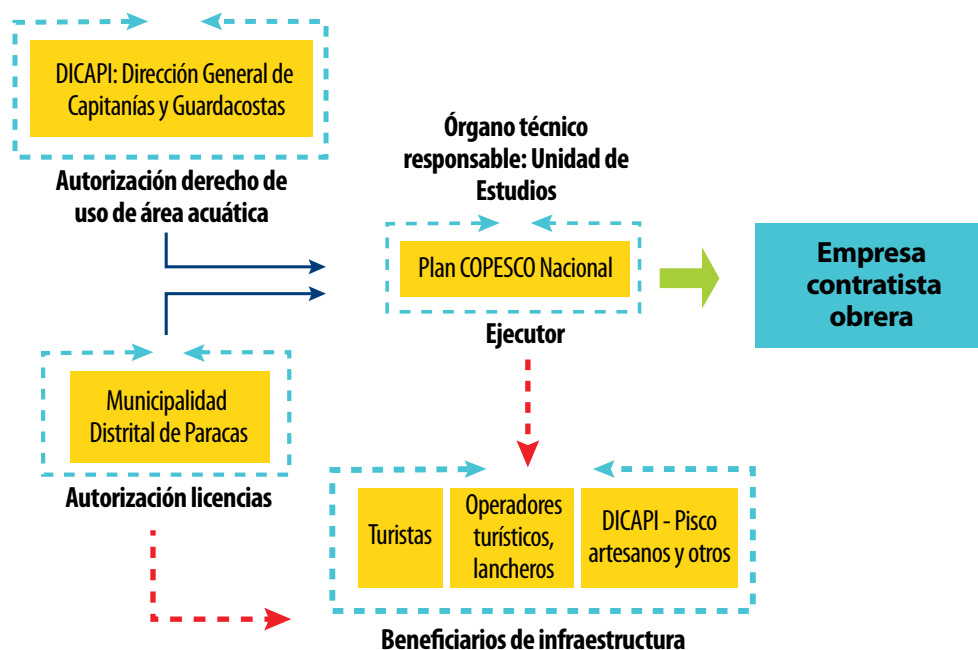 DICAPI: Dirección General de
Capitanías y Guardacostas
Autorización derecho de
uso de área acuática
Órgano técnico
responsable: Unidad de
Estudios
Plan COPESCO Nacional
Ejecutor
Empresa
contratista
obrera
Municipalidad
Distrital de Paracas
Autorización licencias
Turistas
Operadores
turísticos,
lancheros
DICAPI - Pisco
artesanos y otros
Beneficiarios de infraestructura